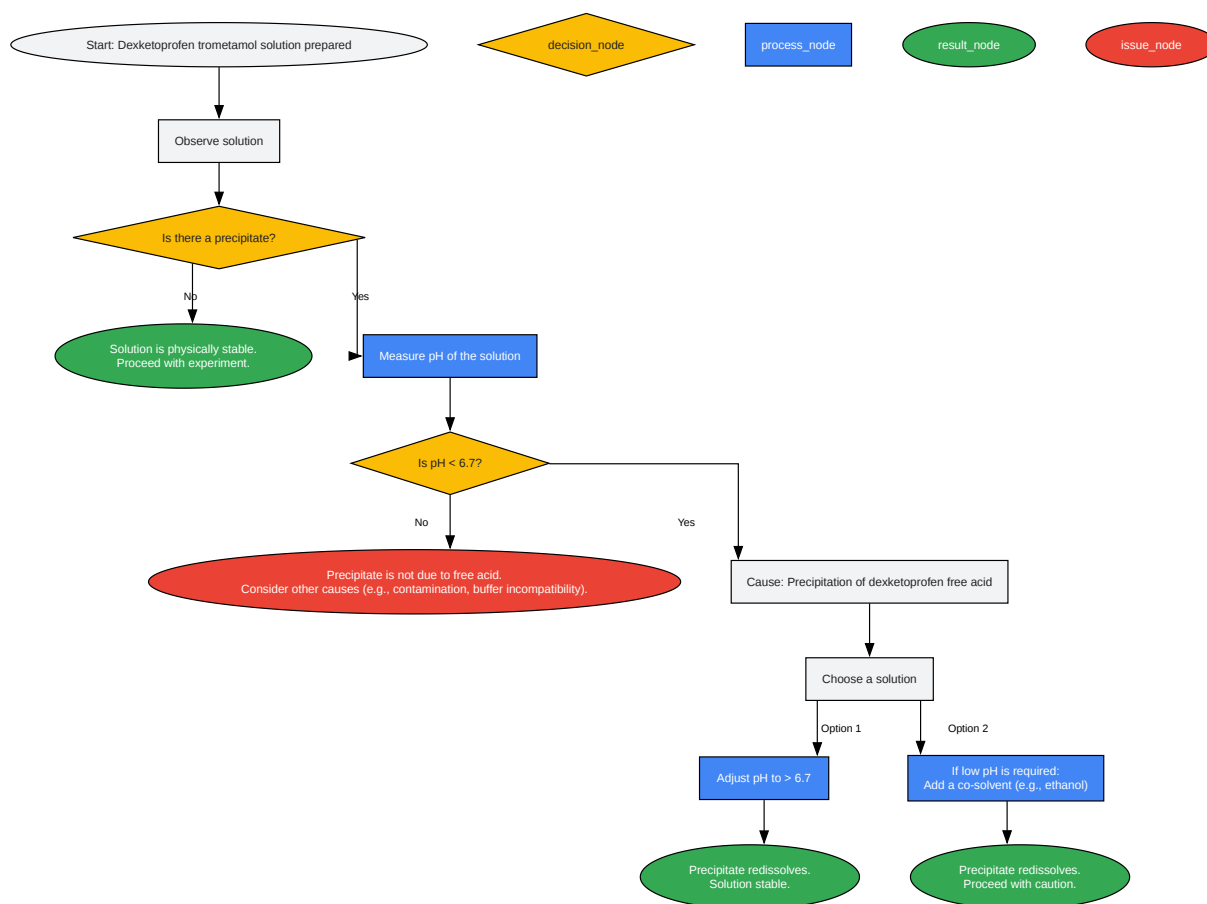 Start: Dexketoprofen trometamol solution prepared
decision_node
process_node
result_node
issue_node
Observe solution
Is there a precipitate?
No
Yes
Solution is physically stable.
Proceed with experiment.
Measure pH of the solution
Is pH < 6.7?
No
Yes
Precipitate is not due to free acid.
Consider other causes (e.g., contamination, buffer incompatibility).
Cause: Precipitation of dexketoprofen free acid
Choose a solution
Option 1
Option 2
Adjust pH to > 6.7
If low pH is required:
Add a co-solvent (e.g., ethanol)
Precipitate redissolves.
Solution stable.
Precipitate redissolves.
Proceed with caution.